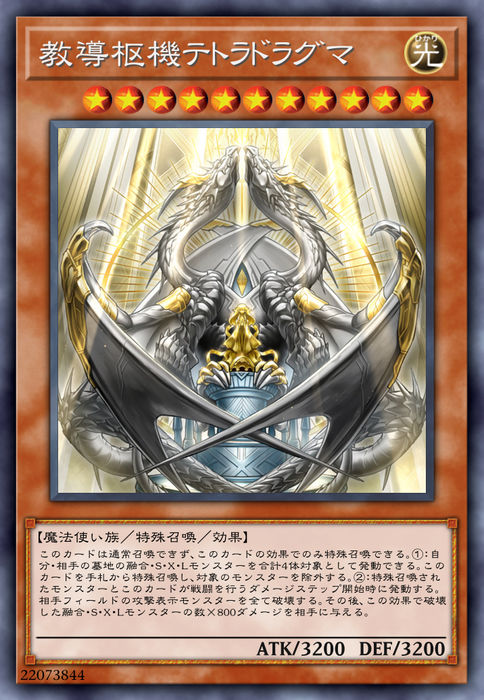 教導枢機テトラドラグマ
ひかり
光
【魔法使い族／特殊召喚／効果】
このカードは通常召喚できず、このカードの効果でのみ特殊召喚できる。①：自
分・相手の墓地の融合・S・X・Lモンスターを合計4体対象として発動できる。この
カードを手札から特殊召喚し、対象のモンスターを除外する。②：特殊召喚され
たモンスターとこのカードが戦闘を行うダメージステップ開始時に発動する。
相手フィールドの攻撃表示モンスターを全て破壊する。その後、この効果で破壊
した融合・S・X・Lモンスターの数×800ダメージを相手に与える。
ATK/3200 DEF/3200
22073844